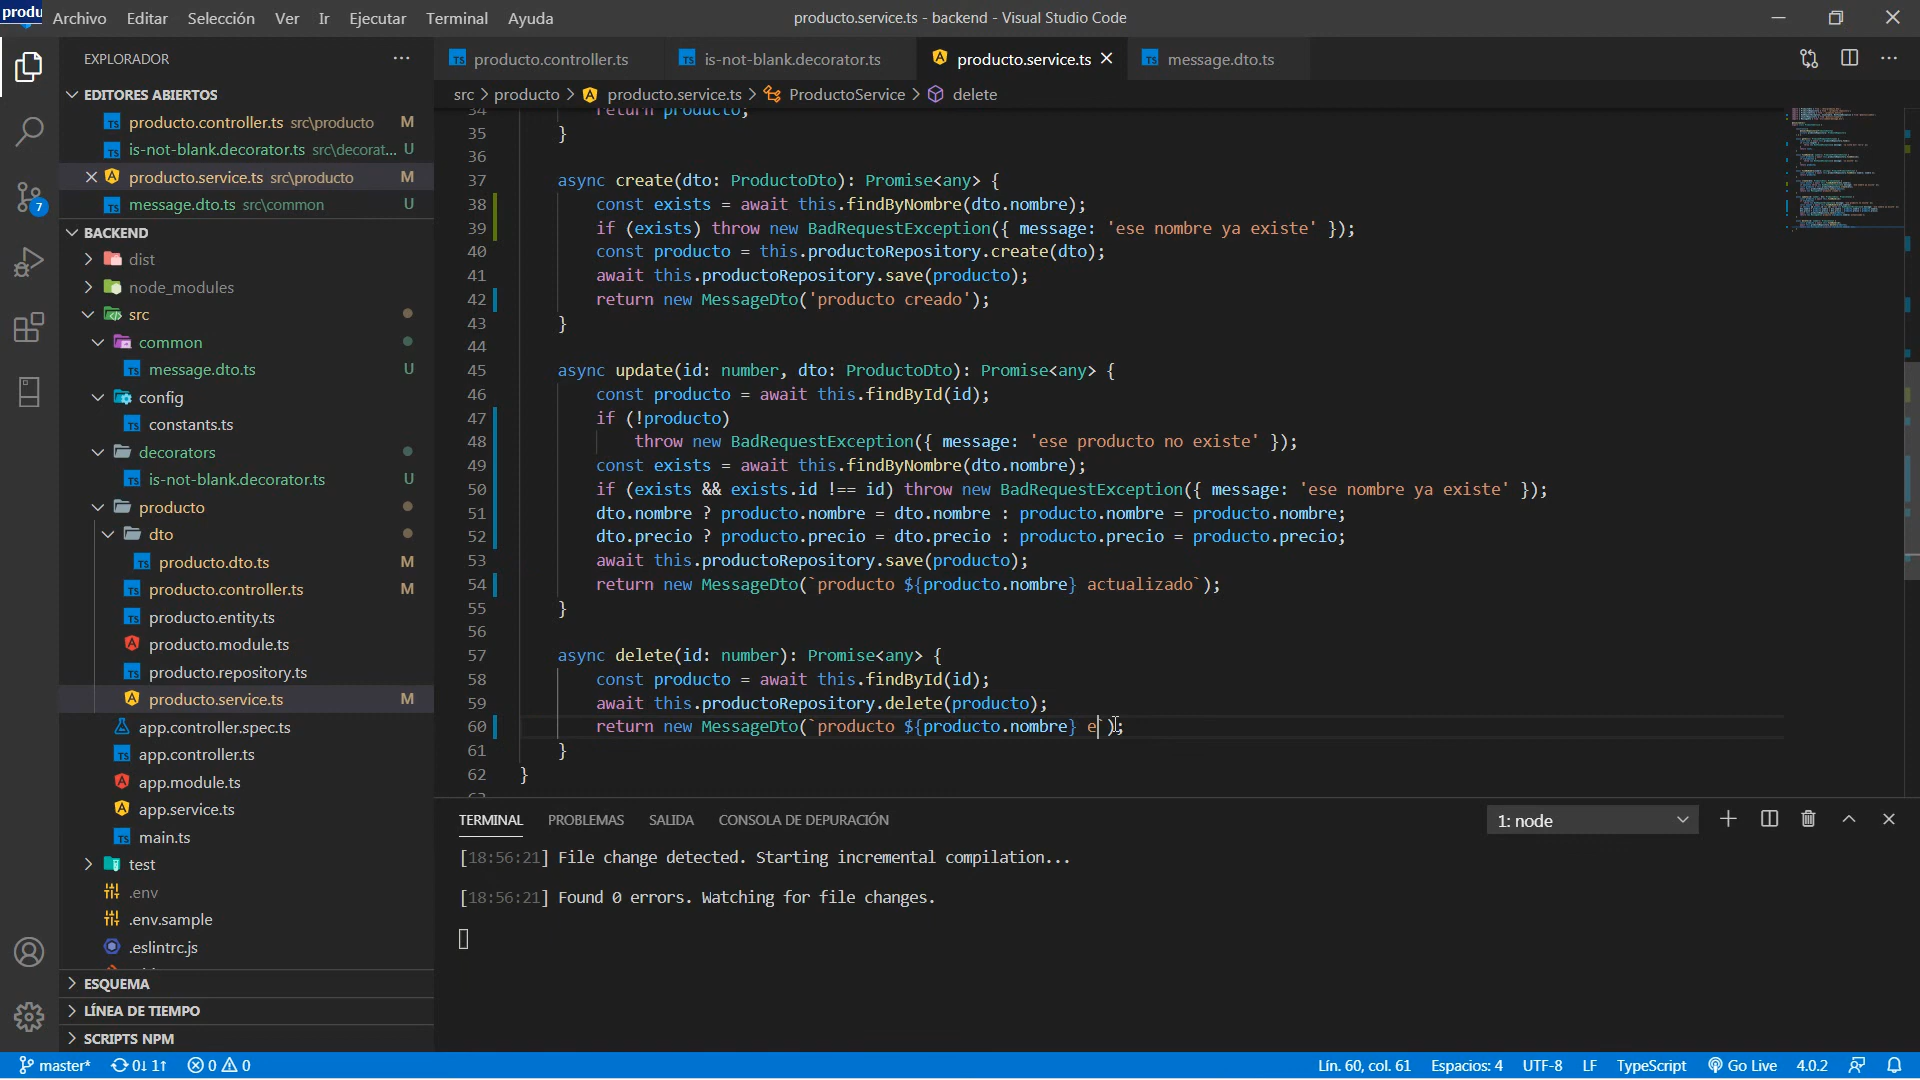 produ
Archivo Editar Selección Ver Ir Ejecutar Terminal Ayuda
producto.service.ts - backend - Visual Studio Code
EXPLORADOR
producto.controller.ts
is-not-blank.decorator.ts
producto.service.ts
message.dto.ts
EDITORES ABIERTOS
src > producto > producto.service.ts > ProductoService > delete
producto.controller.ts src\producto M
is-not-blank.decorator.ts src\decorat... U
producto.service.ts src\producto M
message.dto.ts src\common U
BACKEND
dist
node_modules
src
common
message.dto.ts U
config
constants.ts
decorators
is-not-blank.decorator.ts U
producto
dto
producto.dto.ts M
producto.controller.ts M
producto.entity.ts
producto.module.ts
producto.repository.ts
producto.service.ts M
app.controller.spec.ts
app.controller.ts
app.module.ts
app.service.ts
main.ts
test
.env
.env.sample
.eslintrc.js
ESQUEMA
LÍNEA DE TIEMPO
SCRIPTS NPM
7
34 return producto;
35 }
36
37 async create(dto: ProductoDto): Promise<any> {
38 const exists = await this.findByNombre(dto.nombre);
39 if (exists) throw new BadRequestException({ message: 'ese nombre ya existe' });
40 const producto = this.productoRepository.create(dto);
41 await this.productoRepository.save(producto);
42 return new MessageDto('producto creado');
43 }
44
45 async update(id: number, dto: ProductoDto): Promise<any> {
46 const producto = await this.findById(id);
47 if (!producto)
48 throw new BadRequestException({ message: 'ese producto no existe' });
49 const exists = await this.findByNombre(dto.nombre);
50 if (exists && exists.id !== id) throw new BadRequestException({ message: 'ese nombre ya existe' });
51 dto.nombre ? producto.nombre = dto.nombre : producto.nombre = producto.nombre;
52 dto.precio ? producto.precio = dto.precio : producto.precio = producto.precio;
53 await this.productoRepository.save(producto);
54 return new MessageDto(`producto ${producto.nombre} actualizado`);
55 }
56
57 async delete(id: number): Promise<any> {
58 const producto = await this.findById(id);
59 await this.productoRepository.delete(producto);
60 return new MessageDto(`producto ${producto.nombre} e`);
61 }
62 }
TERMINAL PROBLEMAS SALIDA CONSOLA DE DEPURACIÓN
1: node
[18:56:21] File change detected. Starting incremental compilation...
[18:56:21] Found 0 errors. Watching for file changes.
master* 0↓ 1↑ 0 0
Lín. 60, col. 61 Espacios: 4 UTF-8 LF TypeScript Go Live 4.0.2